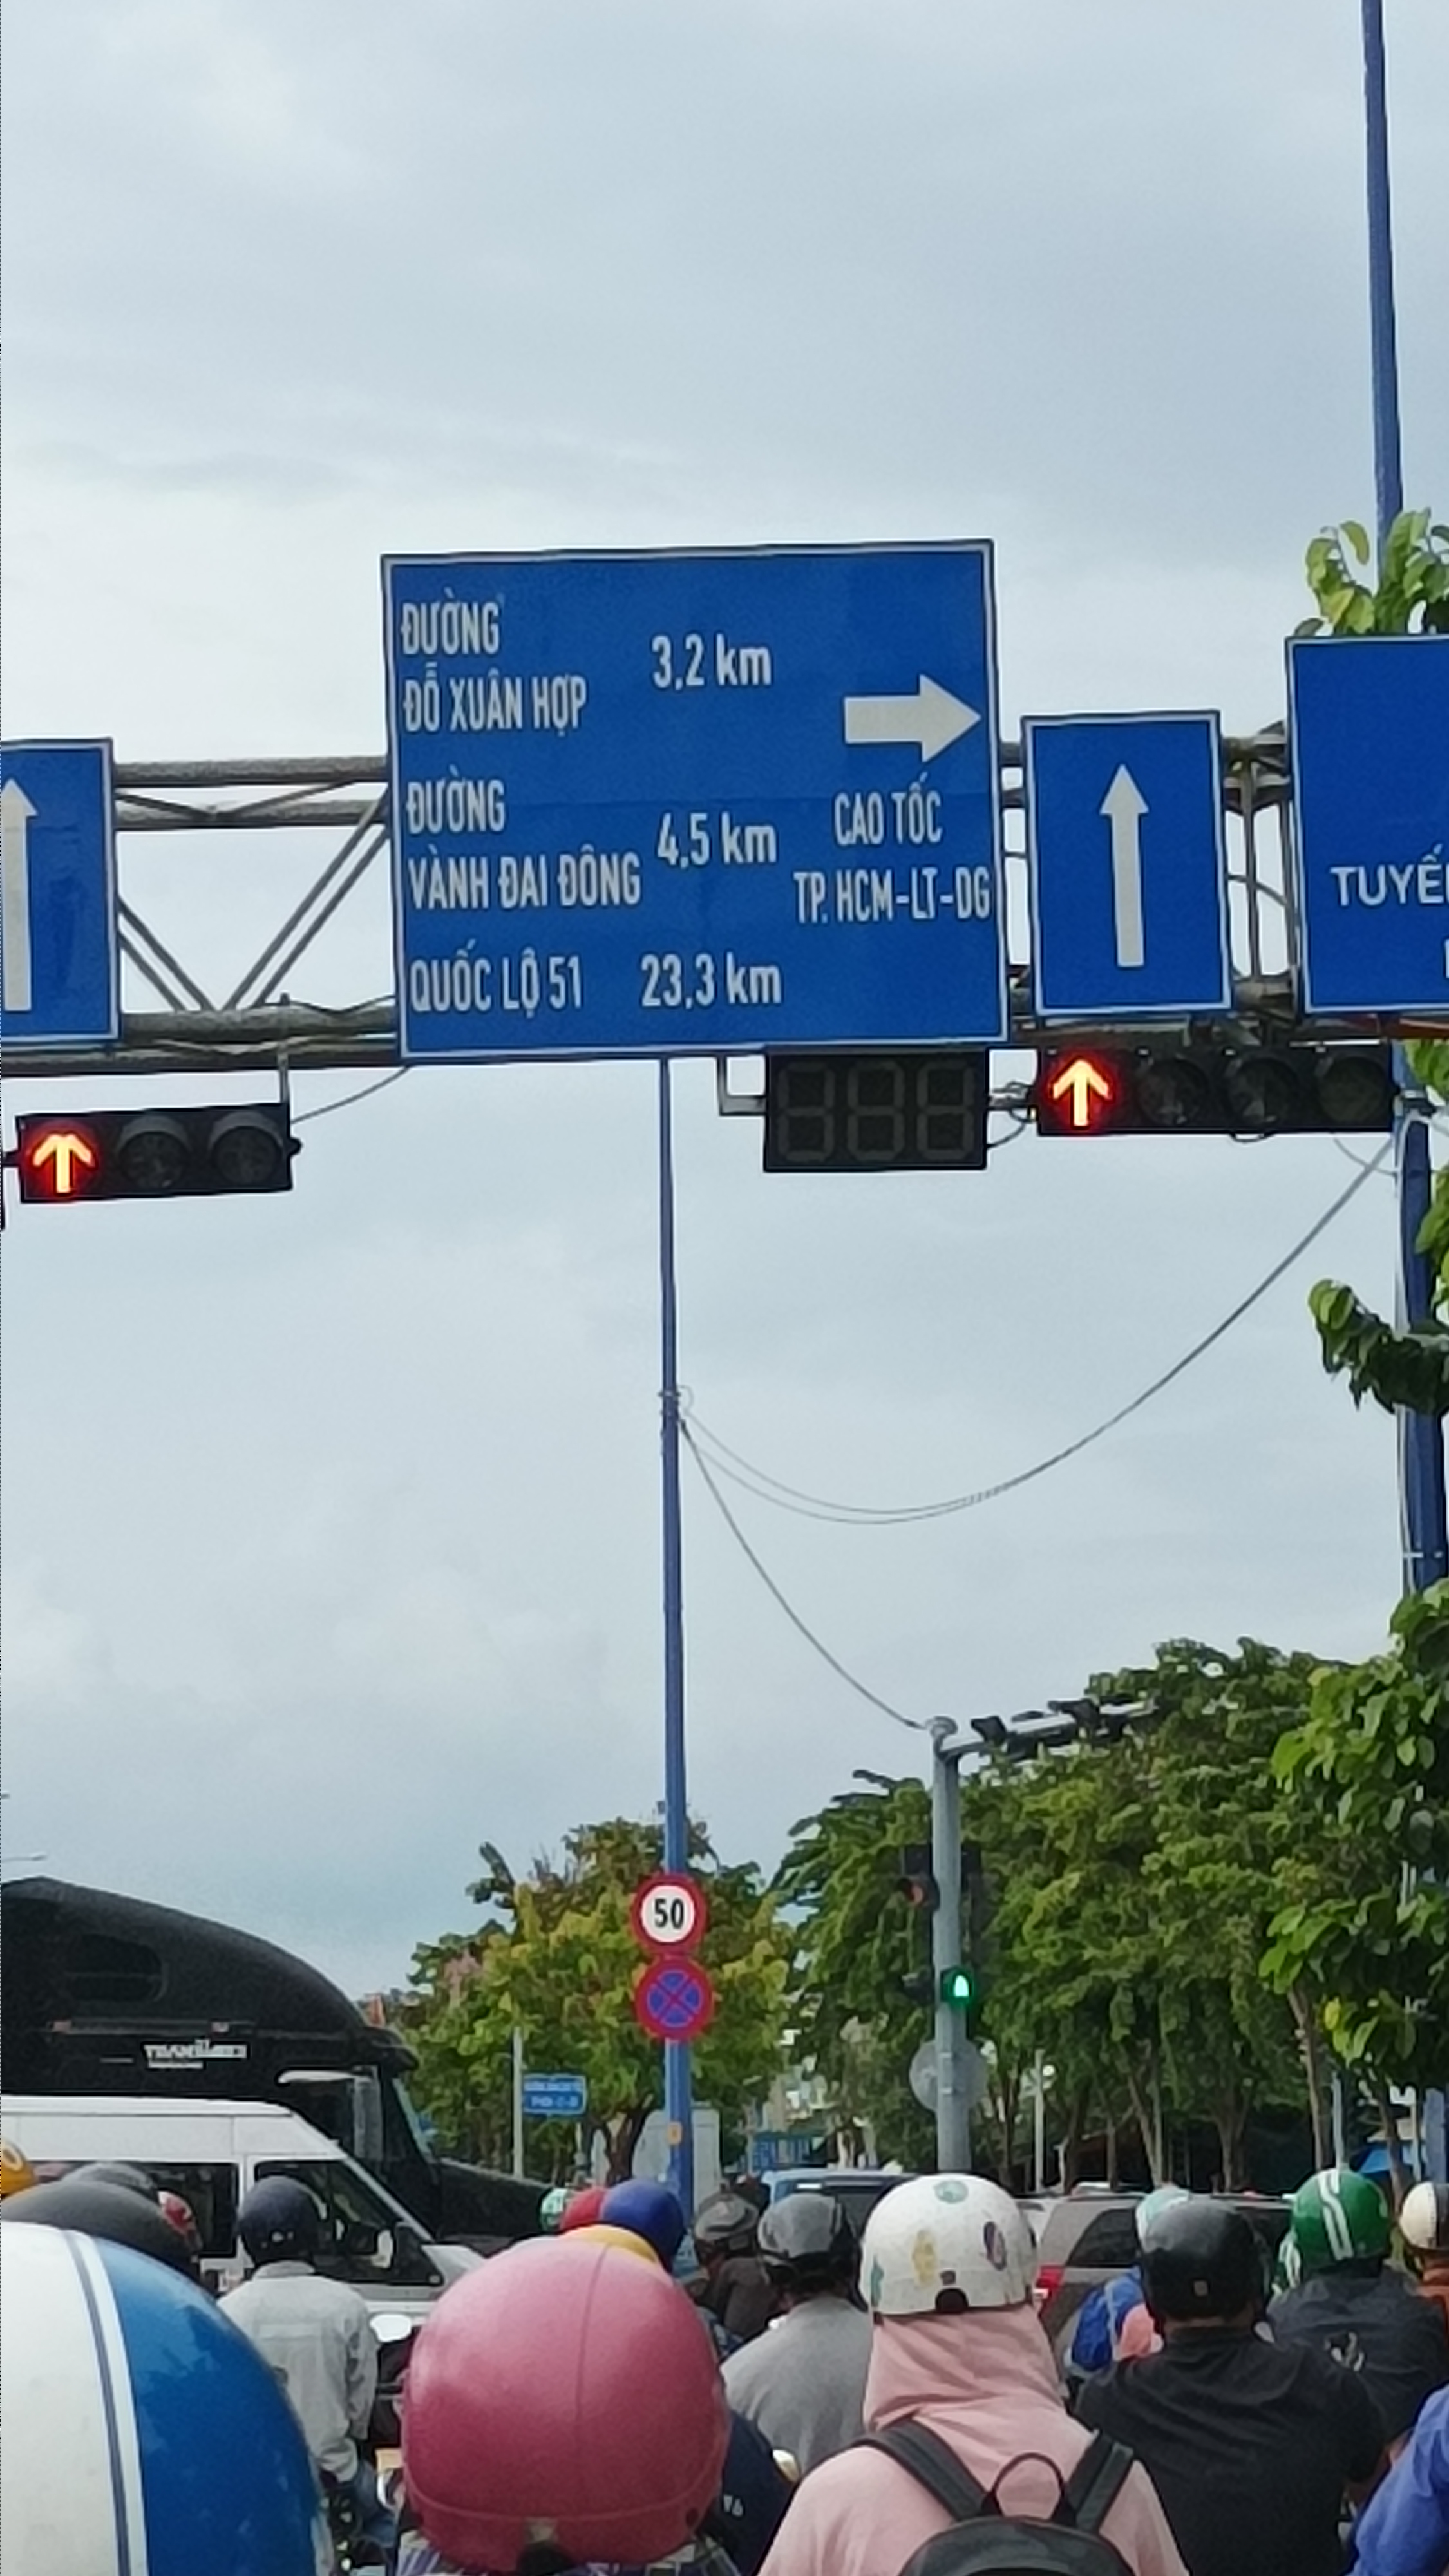 ĐƯỜNG
ĐỖ XUÂN HỢP
3,2 km
ĐƯỜNG
VÀNH ĐAI ĐÔNG
4,5 km
QUỐC LỘ 51
23,3 km
CAO TỐC
TP. HCM-LT-DG
50